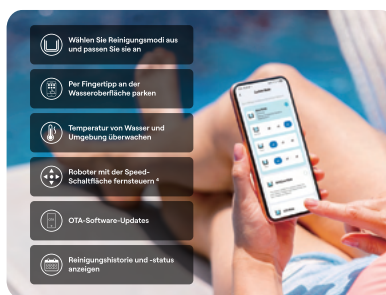 Wählen Sie Reinigungsmodi aus
und passen Sie sie an
Per Fingertipp an der
Wasseroberfläche parken
Temperatur von Wasser und
Umgebung überwachen
Roboter mit der Speed-
Schaltfläche fernsteuern ⁴
OTA-Software-Updates
Reinigungshistorie und -status
anzeigen